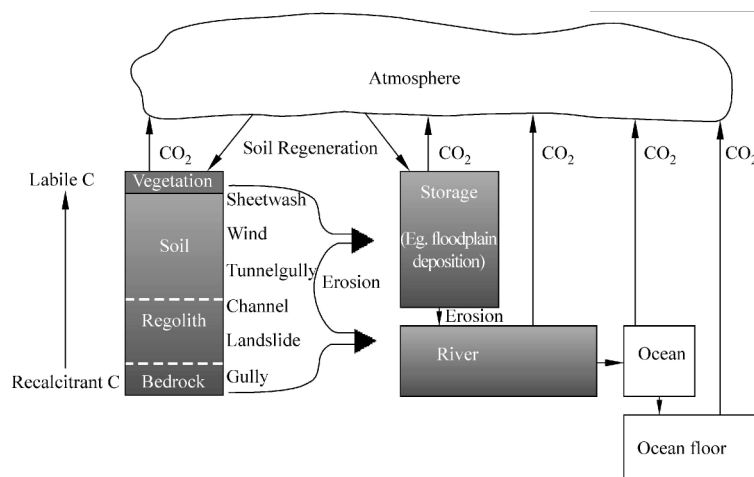 Atmosphere
CO2
Soil Regeneration
CO2
CO2
CO2
CO2
Labile C
Vegetation
Sheetwash
Storage
Soil
Wind
(Eg. floodplain
deposition)
Tunnelgully
Erosion
Channel
Erosion
Regolith
Landslide
River
Ocean
Recalcitrant C
Bedrock
Gully
Ocean floor